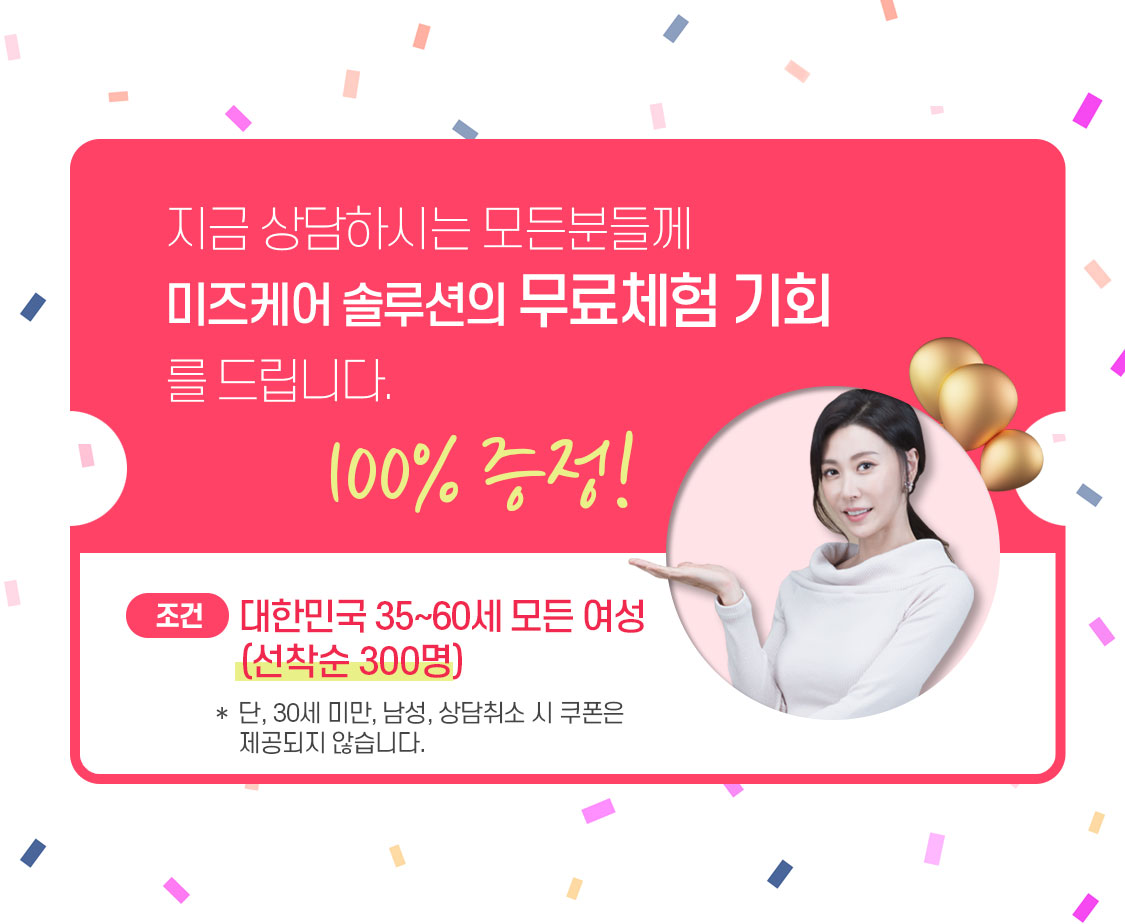 지금 상담하시는 모든분들께
미즈케어 솔루션의 무료체험 기회
를 드립니다.
100% 증정!
조건 대한민국 35~60세 모든 여성
(선착순 300명)
* 단, 30세 미만, 남성, 상담취소 시 쿠폰은
제공되지 않습니다.